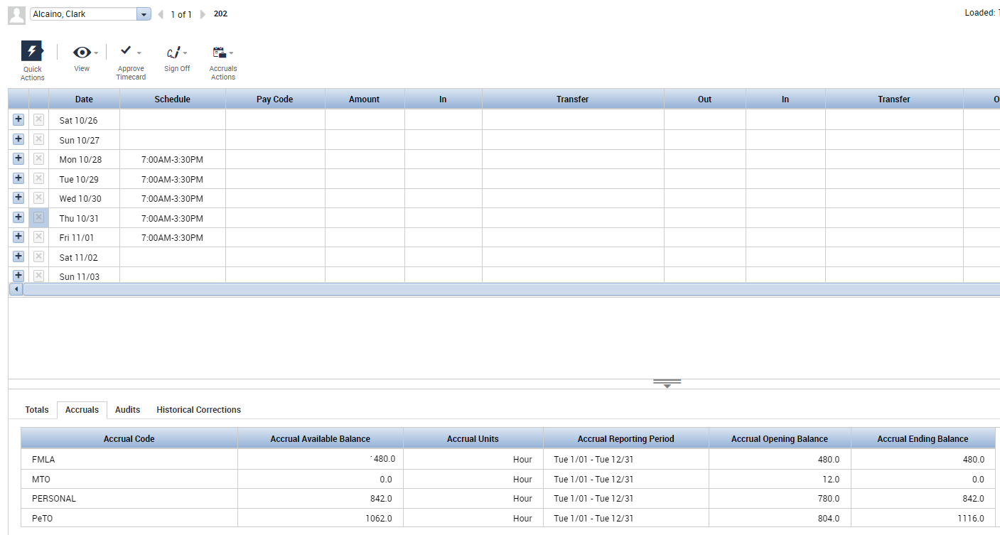 Alcaino, Clark 1 of 1 202 Loaded:
Quick Actions View Approve Timecard Sign Off Accruals Actions
Date Schedule Pay Code Amount In Transfer Out In Transfer
Sat 10/26
Sun 10/27
Mon 10/28 7:00AM-3:30PM
Tue 10/29 7:00AM-3:30PM
Wed 10/30 7:00AM-3:30PM
Thu 10/31 7:00AM-3:30PM
Fri 11/01 7:00AM-3:30PM
Sat 11/02
Sun 11/03
Totals Accruals Audits Historical Corrections
Accrual Code Accrual Available Balance Accrual Units Accrual Reporting Period Accrual Opening Balance Accrual Ending Balance
FMLA 480.0 Hour Tue 1/01 - Tue 12/31 480.0 480.0
MTO 0.0 Hour Tue 1/01 - Tue 12/31 12.0 0.0
PERSONAL 842.0 Hour Tue 1/01 - Tue 12/31 780.0 842.0
PeTO 1062.0 Hour Tue 1/01 - Tue 12/31 804.0 1116.0